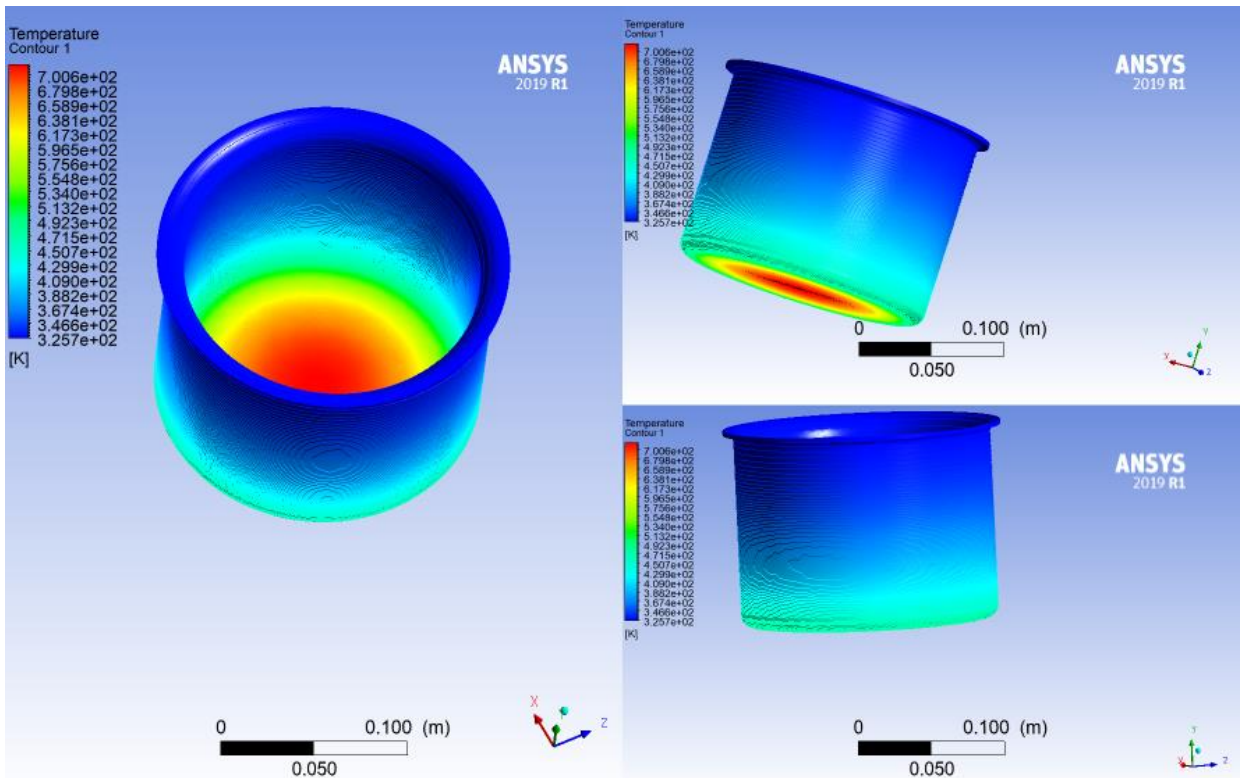 Temperature
Contour 1
7.006e+02
6.798e+02
6.589e+02
6.381e+02
6.173e+02
5.965e+02
5.756e+02
5.548e+02
5.340e+02
5.132e+02
4.923e+02
4.715e+02
4.507e+02
4.299e+02
4.090e+02
3.882e+02
3.674e+02
3.466e+02
3.257e+02
[K]
ANSYS
2019 R1
0 0.100 (m)
0.050
X
Z
Temperature
Contour 1
7.006e+02
6.798e+02
6.589e+02
6.381e+02
6.173e+02
5.965e+02
5.756e+02
5.548e+02
5.340e+02
5.132e+02
4.923e+02
4.715e+02
4.507e+02
4.299e+02
4.090e+02
3.882e+02
3.674e+02
3.466e+02
3.257e+02
[K]
ANSYS
2019 R1
0 0.100 (m)
0.050
Y
X
Z
Temperature
Contour 1
7.006e+02
6.798e+02
6.589e+02
6.381e+02
6.173e+02
5.965e+02
5.756e+02
5.548e+02
5.340e+02
5.132e+02
4.923e+02
4.715e+02
4.507e+02
4.299e+02
4.090e+02
3.882e+02
3.674e+02
3.466e+02
3.257e+02
[K]
ANSYS
2019 R1
0 0.100 (m)
0.050
Y
X
Z